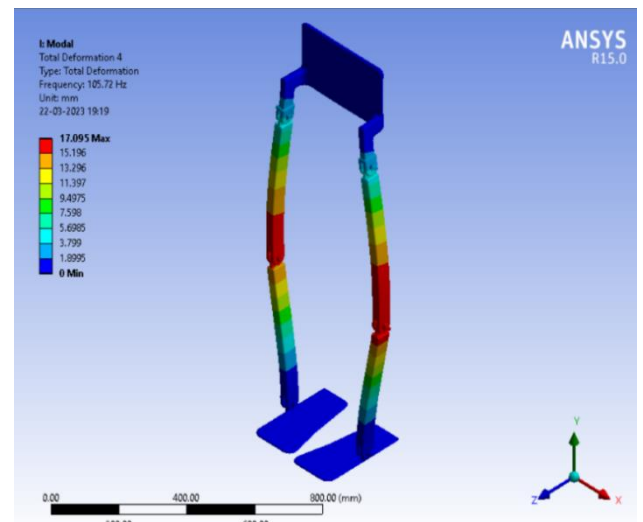 I: Modal
Total Deformation 4
Type: Total Deformation
Frequency: 105.72 Hz
Unit: mm
22-03-2023 19:19
17.095 Max
15.196
13.296
11.397
9.4975
7.598
5.6985
3.799
1.8995
0 Min
ANSYS
R15.0
Y
Z
X
0.00
400.00
800.00 (mm)